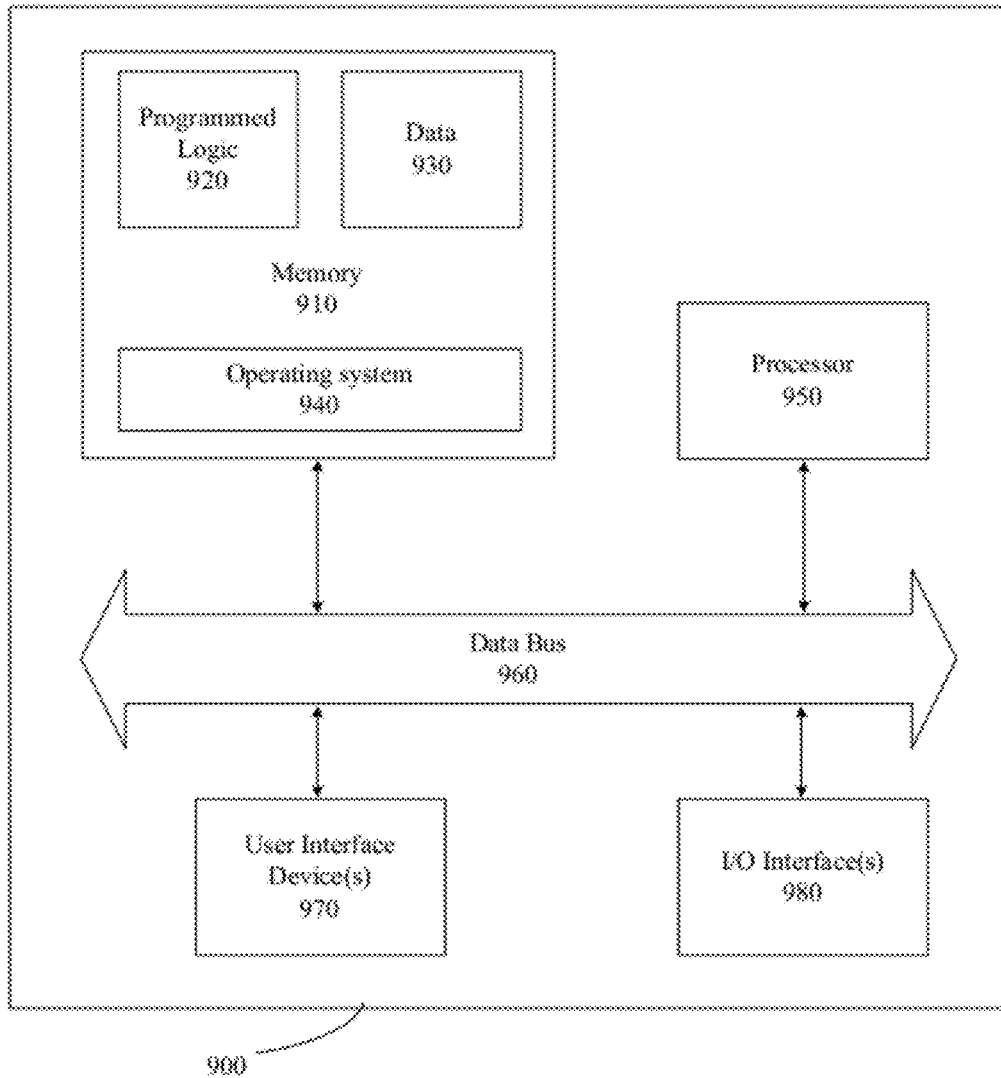 Programmed
Logic
920
Data
930
Memory
910
Operating system
940
Processor
950
Data Bus
960
User Interface
Device(s)
970
I/O Interface(s)
980
900